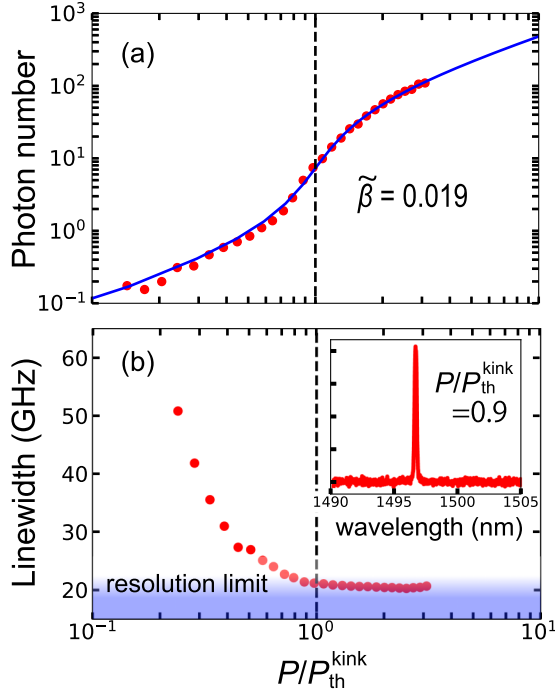 10³
10²
10¹
10⁰
10⁻¹
Photon number
(a)
β̃ = 0.019
60
50
40
30
20
Linewidth (GHz)
(b)
P/P_th^kink
=0.9
1490 1495 1500 1505
wavelength (nm)
resolution limit
10⁻¹ 10⁰ 10¹
P/P_th^kink